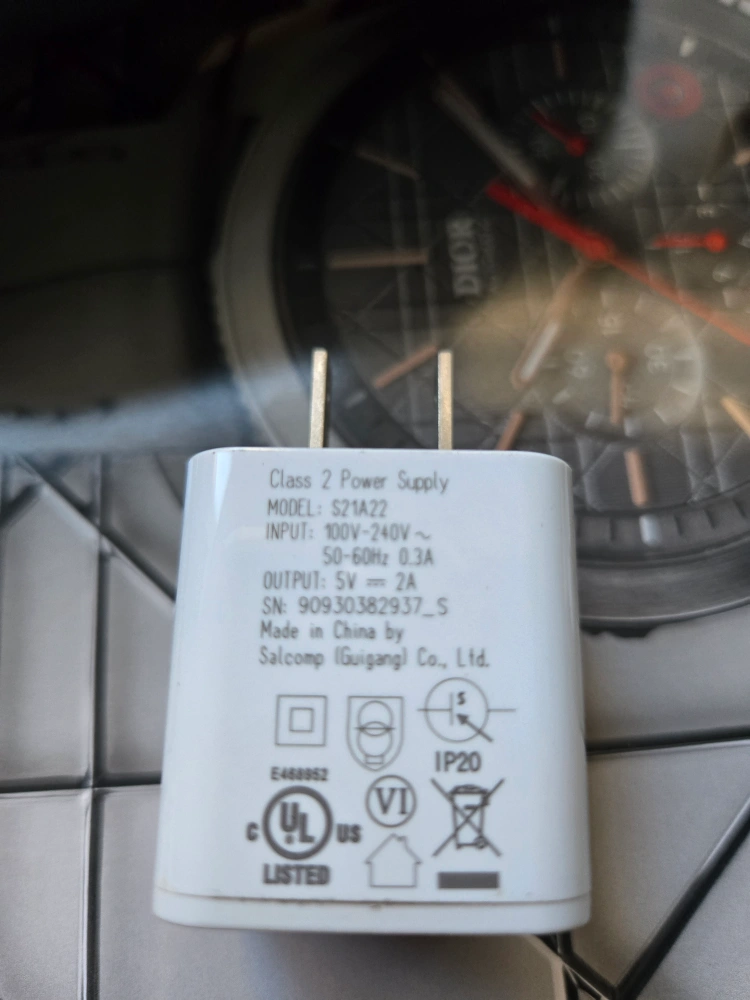 DIOR
Class 2 Power Supply
MODEL: S21A22
INPUT: 100V-240V ~
50-60Hz 0.3A
OUTPUT: 5V ⎓ 2A
SN: 90930382937_S
Made in China by
Salcomp (Guigang) Co., Ltd.
S
IP20
E468952
VI
C UL US
LISTED